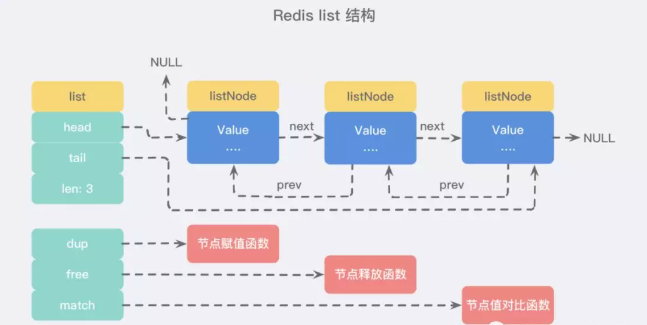 Redis list 结构
NULL
list
listNode
listNode
listNode
head
Value
....
next
Value
....
next
Value
....
NULL
tail
len: 3
prev
prev
dup
节点赋值函数
free
节点释放函数
match
节点值对比函数